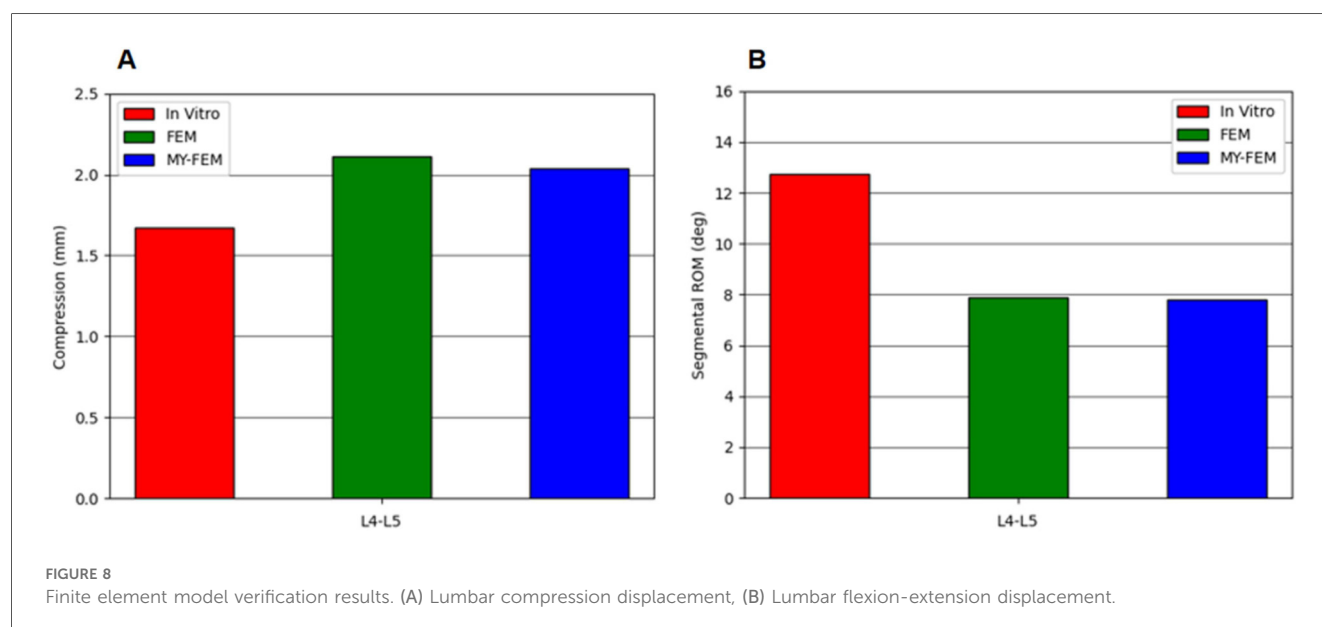 A
Compression (mm)
2.5
2.0
1.5
1.0
0.5
0.0
In Vitro
FEM
MY-FEM
L4-L5
B
Segmental ROM (deg)
16
14
12
10
8
6
4
2
0
In Vitro
FEM
MY-FEM
L4-L5
FIGURE 8
Finite element model verification results. (A) Lumbar compression displacement, (B) Lumbar flexion-extension displacement.